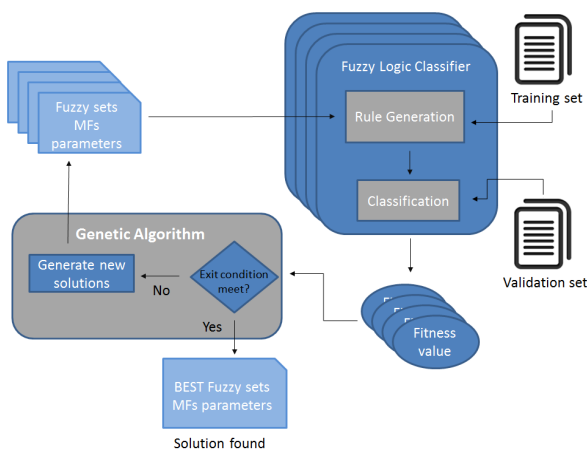 Fuzzy Logic Classifier
Fuzzy sets
MFs
parameters
Rule Generation
Training set
Classification
Genetic Algorithm
Generate new
solutions
No
Exit condition
meet?
Validation set
Yes
Fitness
value
BEST Fuzzy sets
MFs parameters
Solution found